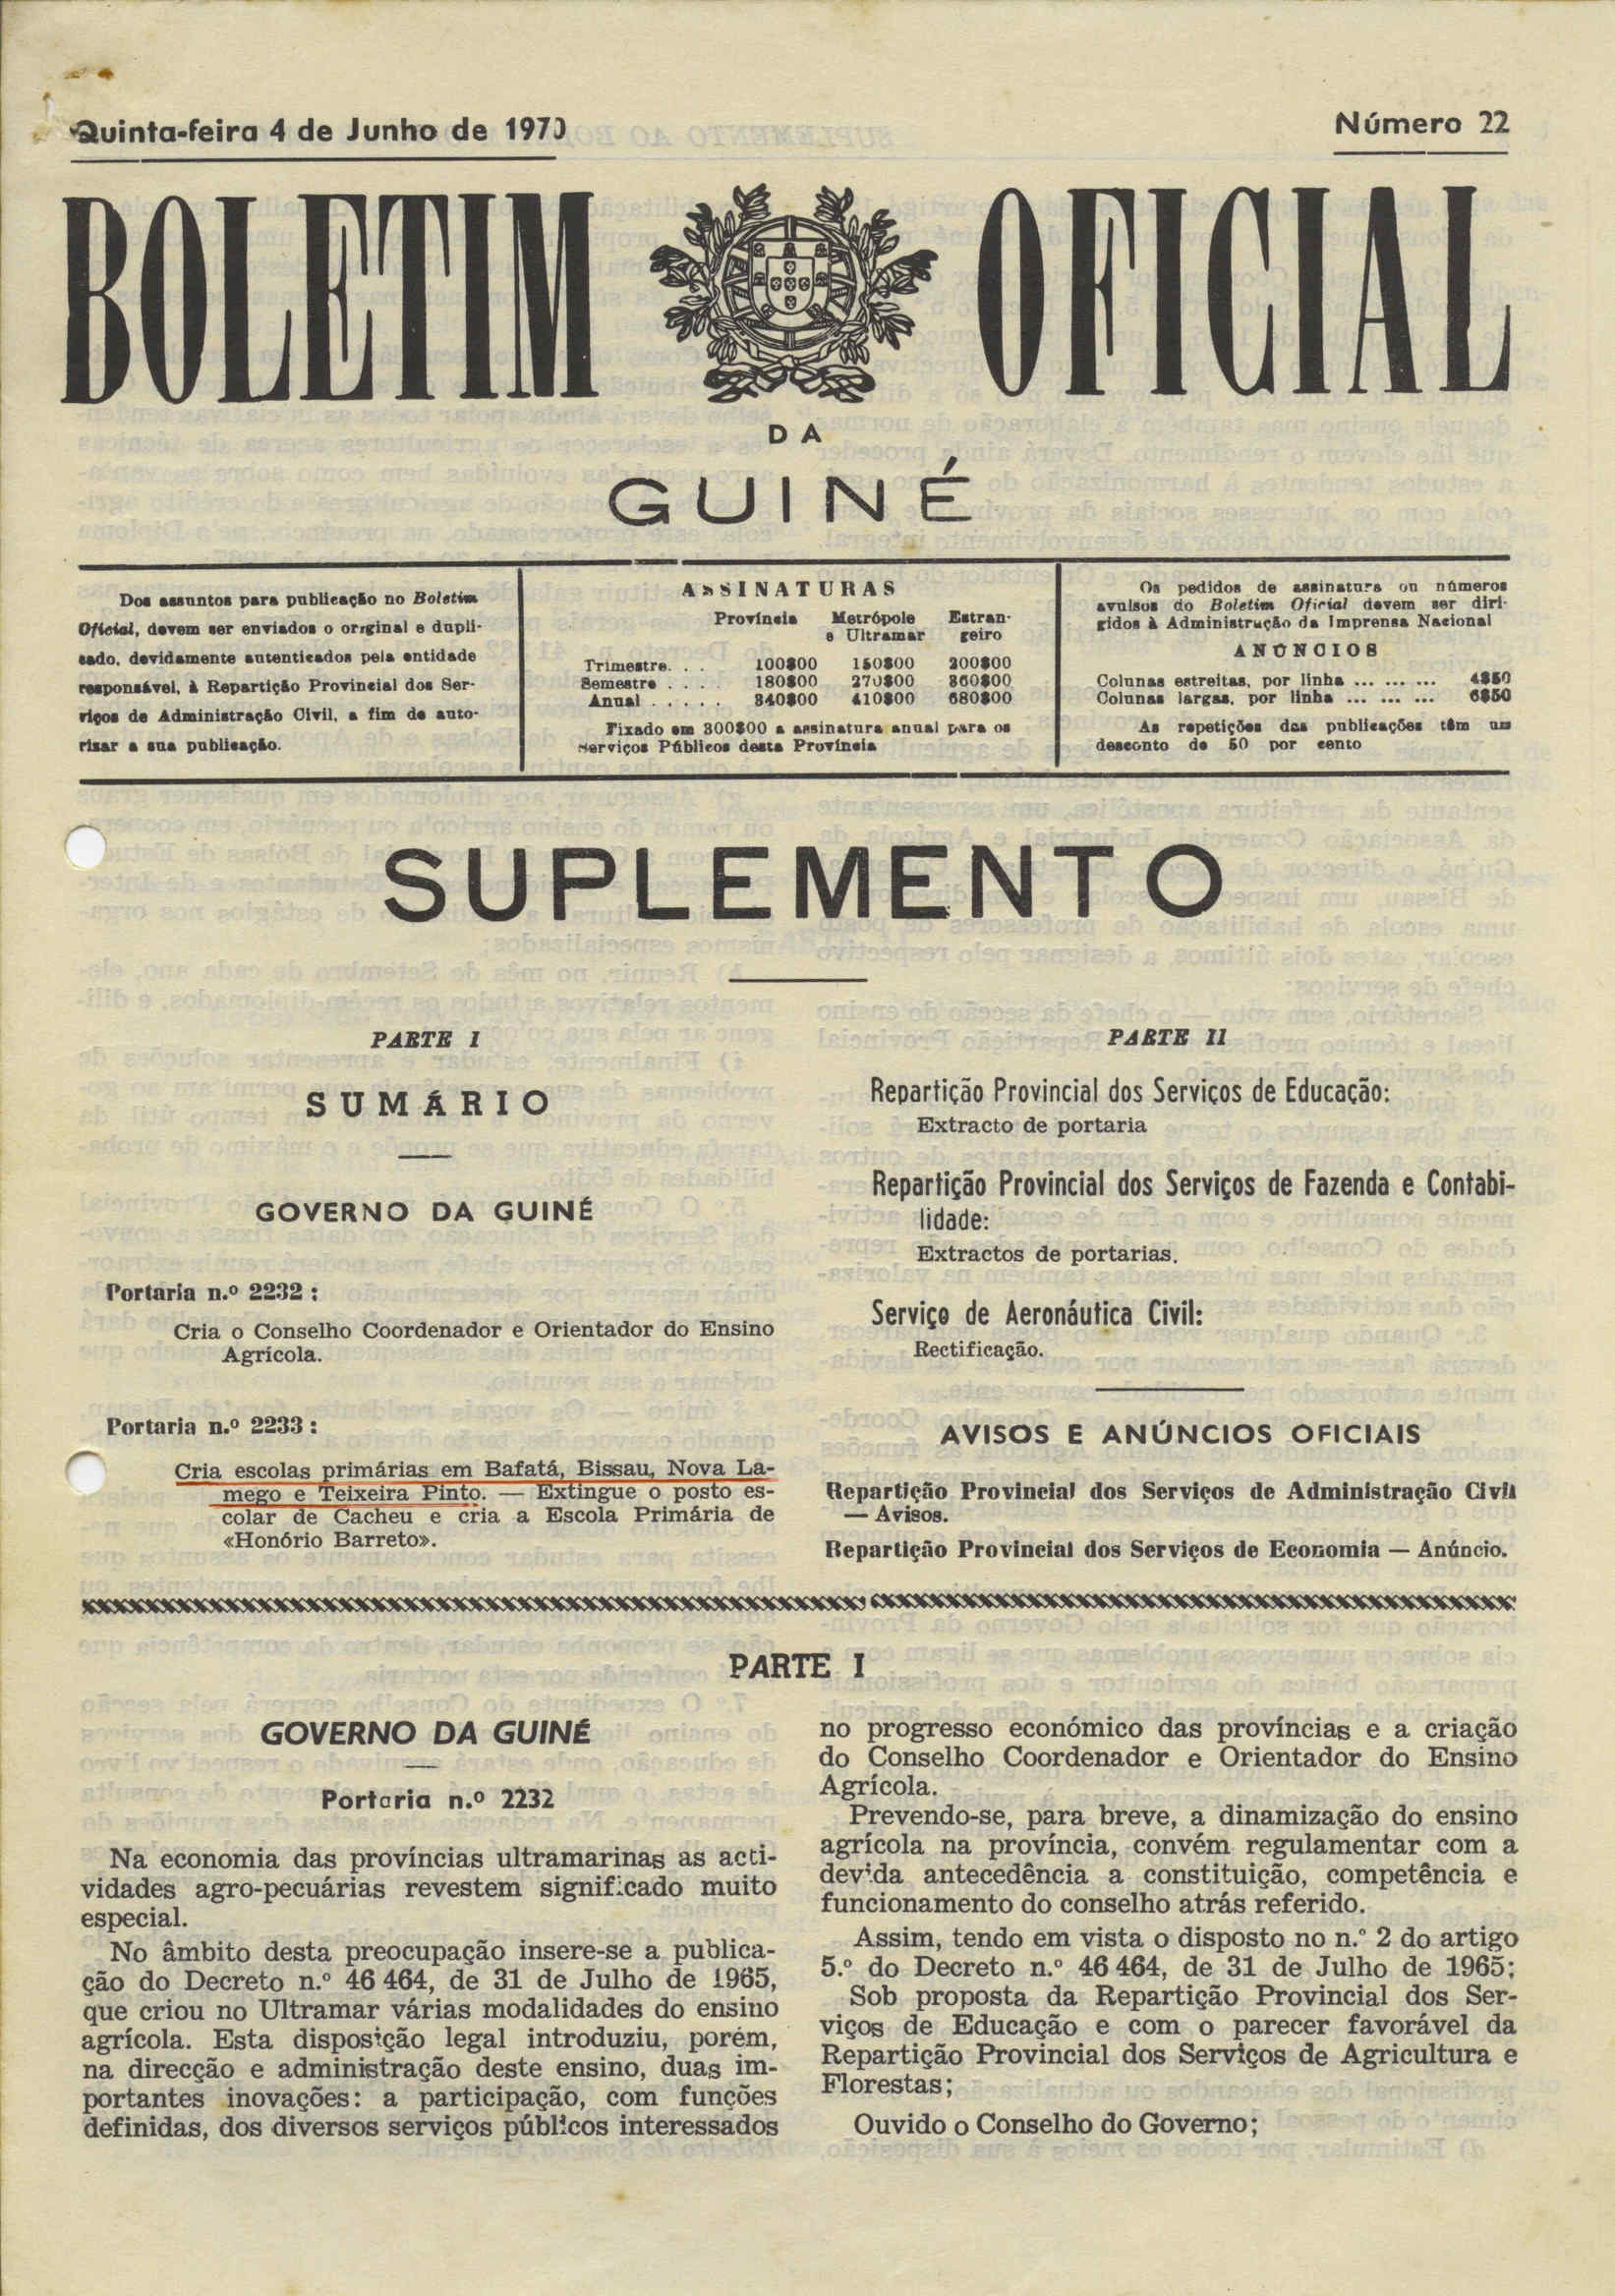 Quinta-feira 4 de Junho de 1970
Número 22
BOLETIM OFICIAL
DA
GUINÉ
Dos assuntos para publicação no Boletim
Oficial, devem ser enviados o original e dupli-
cado, devidamente autenticados pela entidade
responsável, à Repartição Provincial dos Ser-
viços de Administração Civil, a fim de auto-
rizar a sua publicação.
ASSINATURAS
Província Metrópole Estran-
e Ultramar geiro
Trimestre. . . 100$00 150$00 200$00
Semestre . . . . 180$00 270$00 360$00
Anual . . . . . 340$00 410$00 680$00
Fixado em 300$00 a assinatura anual para os
Serviços Públicos desta Província
Os pedidos de assinatura ou números
avulsos do Boletim Oficial devem ser diri-
gidos à Administração da Imprensa Nacional
ANÚNCIOS
Colunas estreitas, por linha ... ... ... 4$50
Colunas largas, por linha ... ... ... 6$50
As repetições das publicações têm um
desconto de 50 por cento
SUPLEMENTO
PARTE I
SUMÁRIO
GOVERNO DA GUINÉ
Portaria n.º 2232 :
Cria o Conselho Coordenador e Orientador do Ensino
Agrícola.
Portaria n.º 2233 :
Cria escolas primárias em Bafatá, Bissau, Nova La-
mego e Teixeira Pinto. — Extingue o posto es-
colar de Cacheu e cria a Escola Primária de
«Honório Barreto».
PARTE II
Repartição Provincial dos Serviços de Educação:
Extracto de portaria
Repartição Provincial dos Serviços de Fazenda e Contabi-
lidade:
Extractos de portarias.
Serviço de Aeronáutica Civil:
Rectificação.
AVISOS E ANÚNCIOS OFICIAIS
Repartição Provincial dos Serviços de Administração Civil
— Avisos.
Repartição Provincial dos Serviços de Economia — Anúncio.
PARTE I
GOVERNO DA GUINÉ
Portaria n.º 2232
Na economia das províncias ultramarinas as acti-
vidades agro-pecuárias revestem significado muito
especial.
No âmbito desta preocupação insere-se a publica-
ção do Decreto n.º 46 464, de 31 de Julho de 1965,
que criou no Ultramar várias modalidades do ensino
agrícola. Esta disposição legal introduziu, porém,
na direcção e administração deste ensino, duas im-
portantes inovações: a participação, com funções
definidas, dos diversos serviços públicos interessados
no progresso económico das províncias e a criação
do Conselho Coordenador e Orientador do Ensino
Agrícola.
Prevendo-se, para breve, a dinamização do ensino
agrícola na província, convém regulamentar com a
devida antecedência a constituição, competência e
funcionamento do conselho atrás referido.
Assim, tendo em vista o disposto no n.º 2 do artigo
5.º do Decreto n.º 46 464, de 31 de Julho de 1965;
Sob proposta da Repartição Provincial dos Ser-
viços de Educação e com o parecer favorável da
Repartição Provincial dos Serviços de Agricultura e
Florestas;
Ouvido o Conselho do Governo;